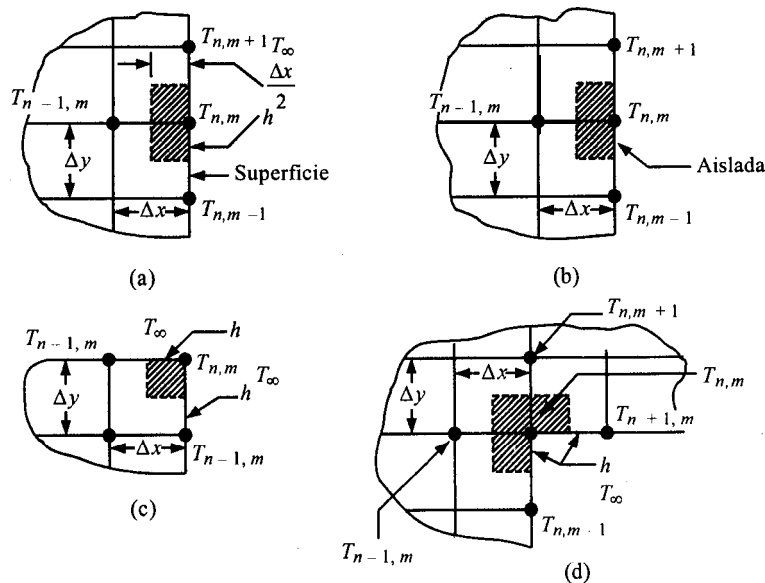 T_{n,m+1}
T_∞
Δx/2
T_{n-1,m}
T_{n,m}
h
Δy
Superficie
Δx
T_{n,m-1}
(a)
T_{n,m+1}
T_{n-1,m}
T_{n,m}
Δy
Aislada
Δx
T_{n,m-1}
(b)
T_{n-1,m}
T_∞
h
T_{n,m}
T_∞
Δy
h
Δx
T_{n-1,m}
(c)
T_{n,m+1}
Δx
T_{n,m}
Δy
T_{n+1,m}
h
T_∞
T_{n,m-1}
T_{n-1,m}
(d)